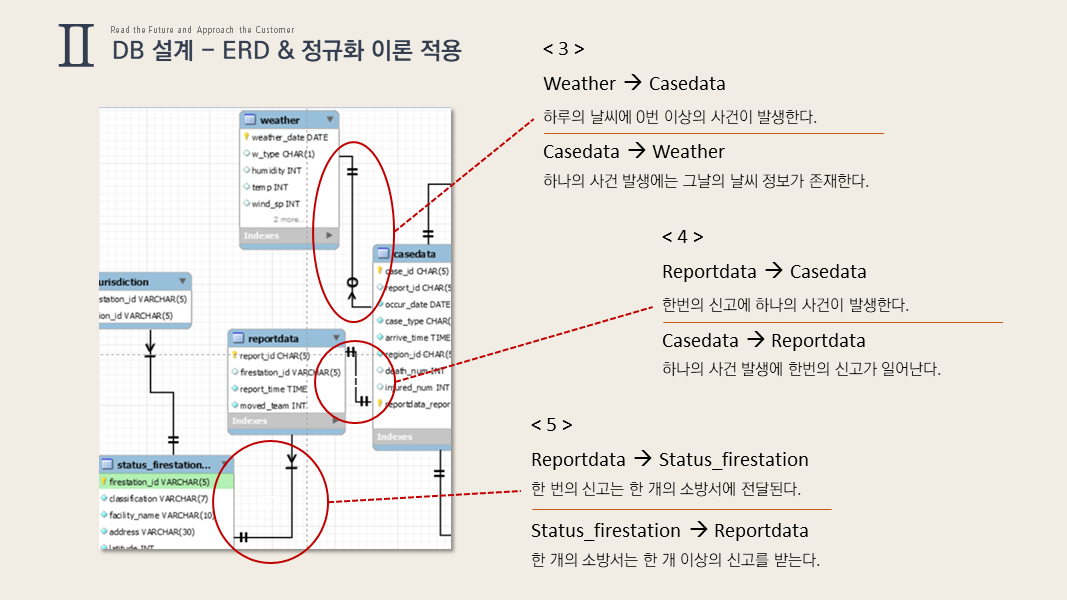 II
Read the Future and Approach the Customer
DB 설계 – ERD & 정규화 이론 적용
weather
weather_date DATE
w_type CHAR(1)
humidity INT
temp INT
wind_sp INT
2 more...
Indexes
casedata
case_id CHAR(5)
report_id CHAR(5)
occur_date DATE
case_type CHAR(
arrive_time TIME
region_id CHAR(5
death_num INT
injured_num INT
reportdata_repor
Indexes
urisdiction
station_id VARCHAR(5)
ion_id VARCHAR(5)
reportdata
report_id CHAR(5)
firestation_id VARCHAR(5)
report_time TIME
moved_team INT
Indexes
status_firestation...
firestation_id VARCHAR(5)
classification VARCHAR(7)
facility_name VARCHAR(10)
address VARCHAR(30)
latitude INT
< 3 >
Weather → Casedata
하루의 날씨에 0번 이상의 사건이 발생한다.
Casedata → Weather
하나의 사건 발생에는 그날의 날씨 정보가 존재한다.
< 4 >
Reportdata → Casedata
한번의 신고에 하나의 사건이 발생한다.
Casedata → Reportdata
하나의 사건 발생에 한번의 신고가 일어난다.
< 5 >
Reportdata → Status_firestation
한 번의 신고는 한 개의 소방서에 전달된다.
Status_firestation → Reportdata
한 개의 소방서는 한 개 이상의 신고를 받는다.